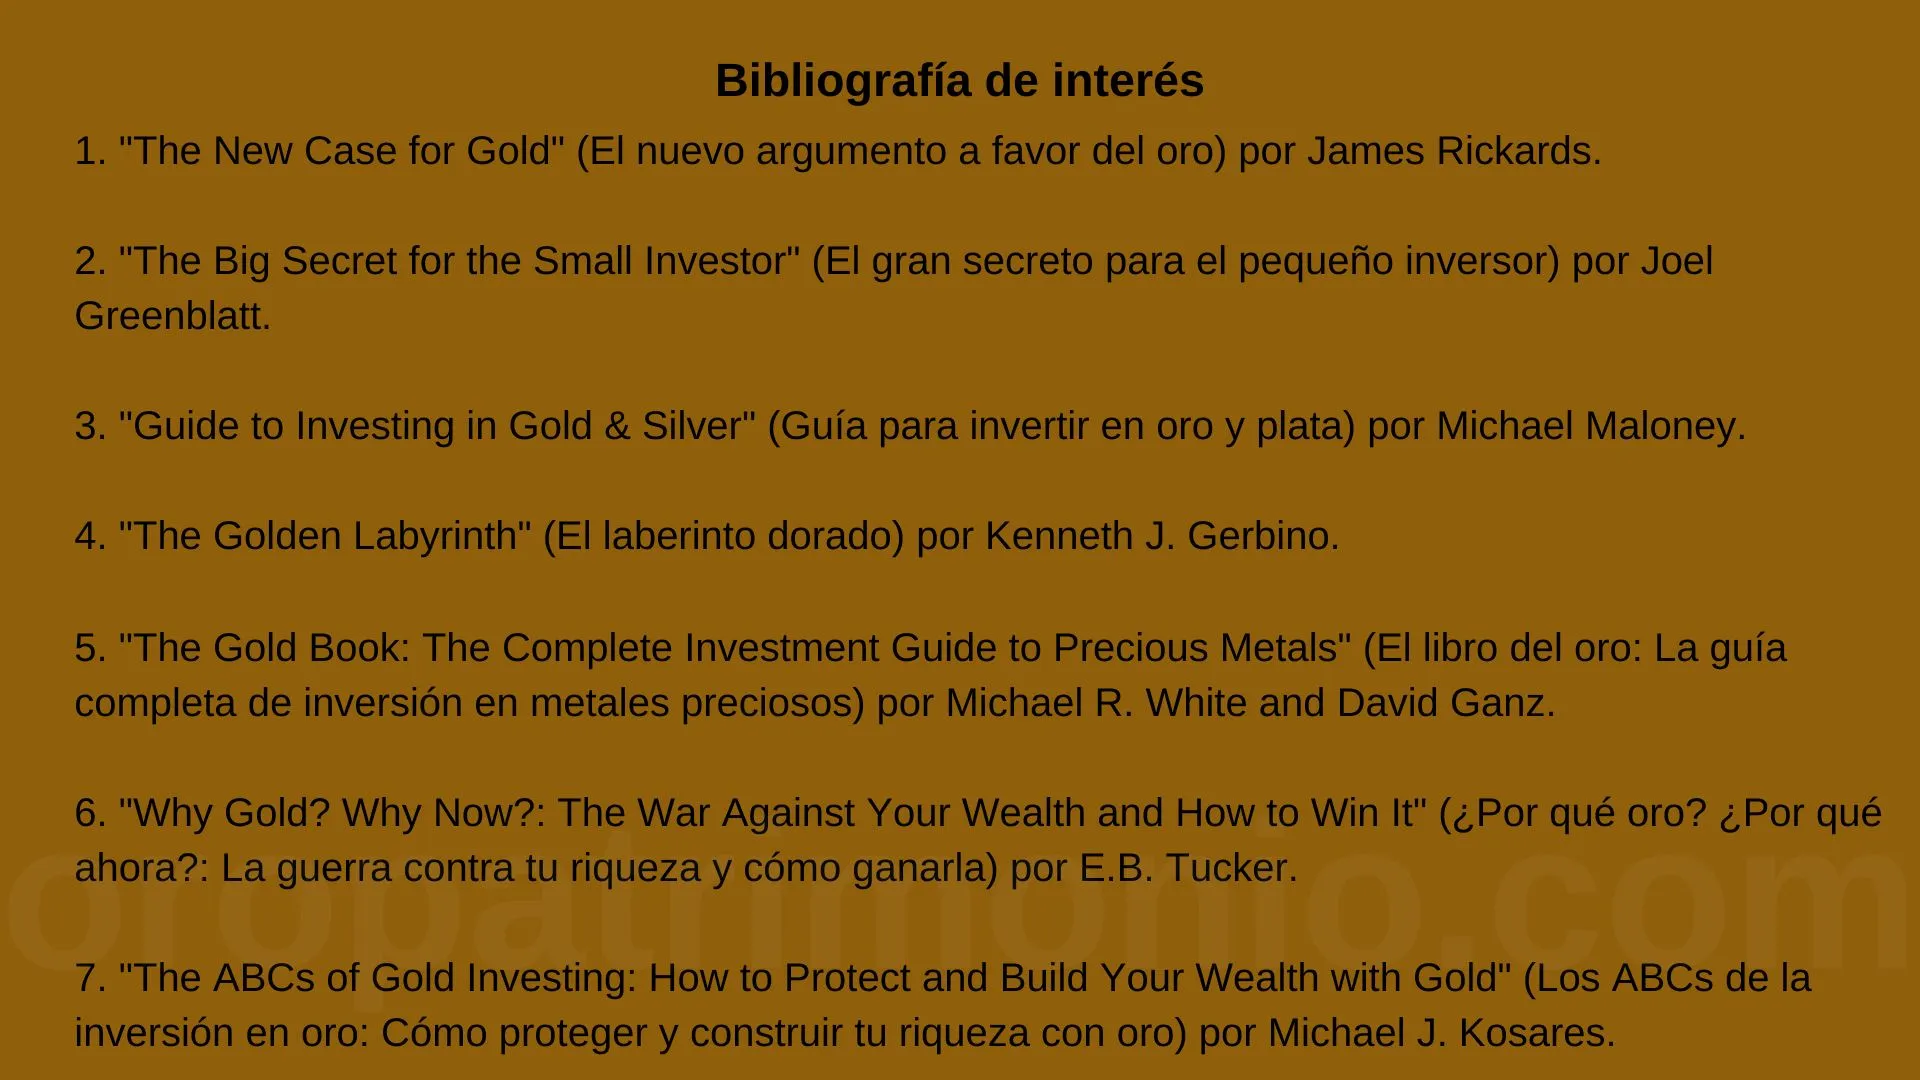 Bibliografía de interés
1. "The New Case for Gold" (El nuevo argumento a favor del oro) por James Rickards.
2. "The Big Secret for the Small Investor" (El gran secreto para el pequeño inversor) por Joel
Greenblatt.
3. "Guide to Investing in Gold & Silver" (Guía para invertir en oro y plata) por Michael Maloney.
4. "The Golden Labyrinth" (El laberinto dorado) por Kenneth J. Gerbino.
5. "The Gold Book: The Complete Investment Guide to Precious Metals" (El libro del oro: La guía
completa de inversión en metales preciosos) por Michael R. White and David Ganz.
6. "Why Gold? Why Now?: The War Against Your Wealth and How to Win It" (¿Por qué oro? ¿Por qué
ahora?: La guerra contra tu riqueza y cómo ganarla) por E.B. Tucker.
oropatrimonio.com
7. "The ABCs of Gold Investing: How to Protect and Build Your Wealth with Gold" (Los ABCs de la
inversión en oro: Cómo proteger y construir tu riqueza con oro) por Michael J. Kosares.